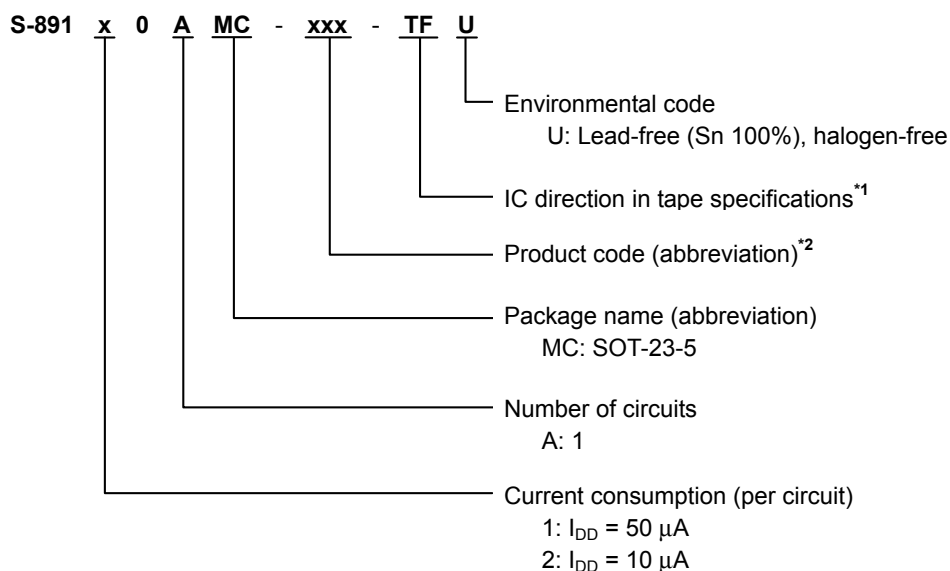 S-891 x 0 A MC - xxx - TF U
Environmental code
U: Lead-free (Sn 100%), halogen-free
IC direction in tape specifications*1
Product code (abbreviation)*2
Package name (abbreviation)
MC: SOT-23-5
Number of circuits
A: 1
Current consumption (per circuit)
1: IDD = 50 μA
2: IDD = 10 μA